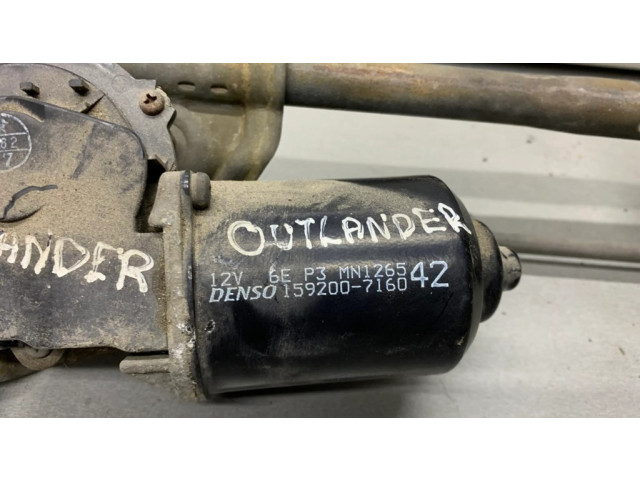 OUTLANDER
ANDER
12V 6E P3 MN1265
DENSO 159200-7160 42